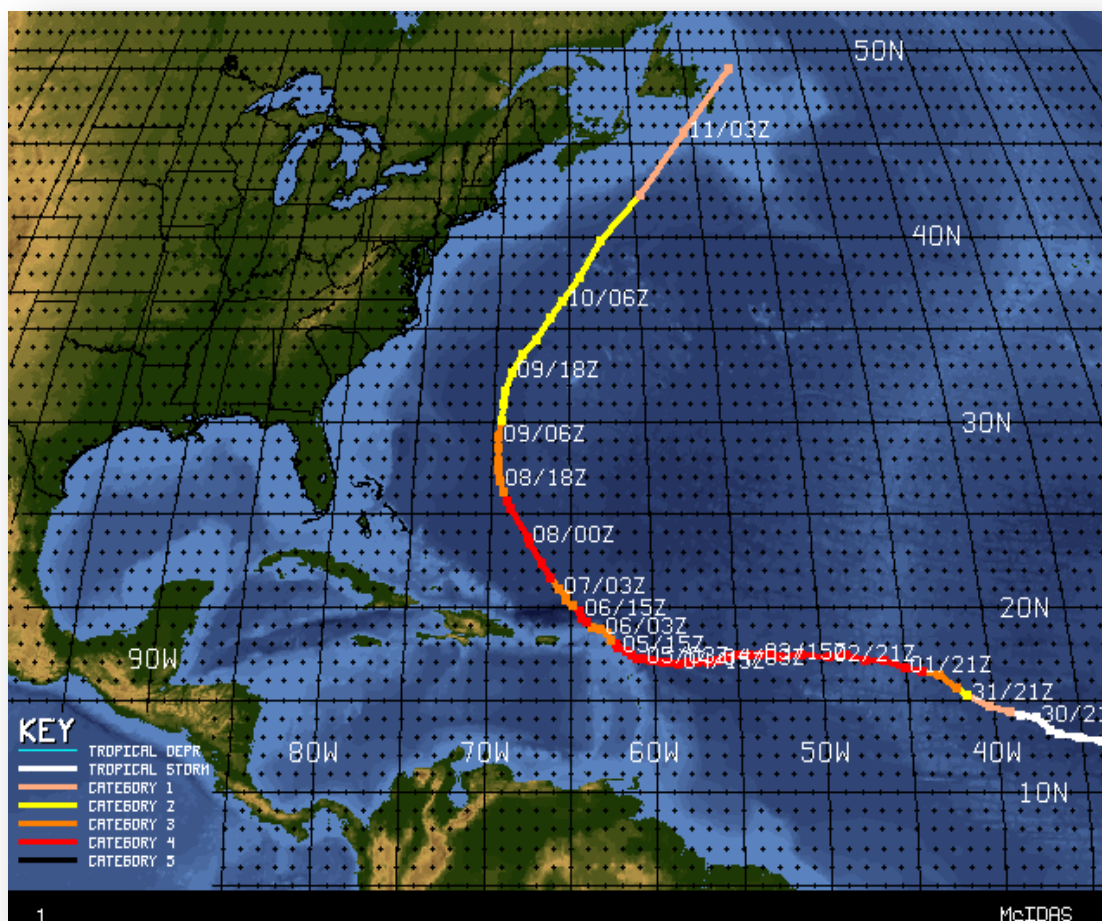 50N
11/03Z
40N
10/06Z
09/18Z
30N
09/06Z
08/18Z
08/00Z
07/03Z
06/15Z
20N
06/03Z
05/15Z
90W
02/21Z
01/21Z
31/21Z
30/21
KEY
80W
70W
60W
50W
40W
TROPICAL DEPR
TROPICAL STORM
CATEGORY 1
10N
CATEGORY 2
CATEGORY 3
CATEGORY 4
CATEGORY 5
1
McIDAS